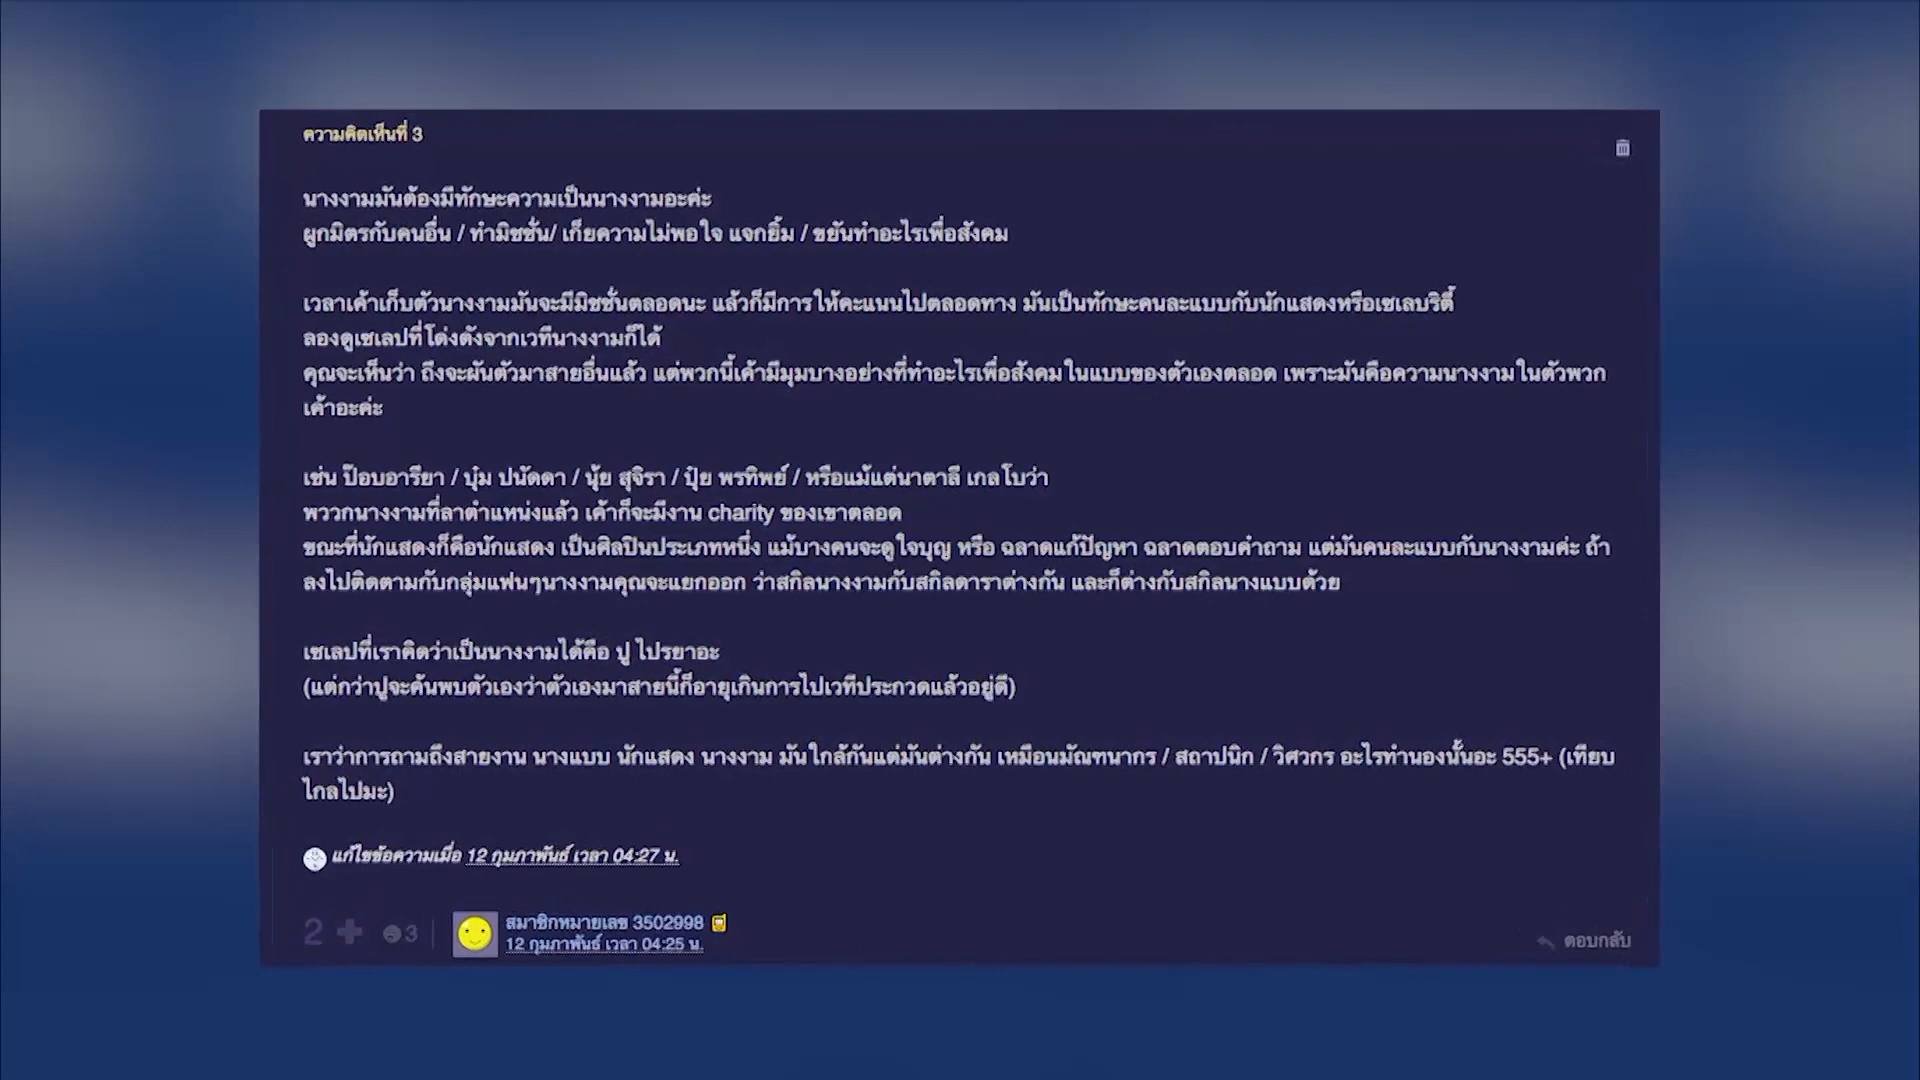 ความคิดเห็นที่ 3
นางงามมันต้องมีทักษะความเป็นนางงามอะค่ะ
ผูกมิตรกับคนอื่น / ทำมิชชั่น/ เกี๊ยความไม่พอใจ แจกยิ้ม / ขยันทำอะไรเพื่อสังคม
เวลาเค้าเก็บตัวนางงามมันจะมีมิชชั่นตลอดนะ แล้วก็มีการให้คะแนนไปตลอดทาง มันเป็นทักษะคนละแบบกับนักแสดงหรือเซเลบริตี้
ลองดูเซเลปที่โด่งดังจากเวทีนางงามก็ได้
คุณจะเห็นว่า ถึงจะผันตัวมาสายอื่นแล้ว แต่พวกนี้เค้ามีมุมบางอย่างที่ทำอะไรเพื่อสังคมในแบบของตัวเองตลอด เพราะมันคือความนางงามในตัวพวก
เค้าอะค่ะ
เช่น ป๊อบอารียา / บุ๋ม ปนัดดา / นุ้ย สุจิรา / ปุ๋ย พรทิพย์ / หรือแม้แต่นาตาลี เกลโบว่า
พววกนางงามที่ลาตำแหน่งแล้ว เค้าก็จะมีงาน charity ของเขาตลอด
ขณะที่นักแสดงก็คือนักแสดง เป็นศิลปินประเภทหนึ่ง แม้บางคนจะดูใจบุญ หรือ ฉลาดแก้ปัญหา ฉลาดตอบคำถาม แต่มันคนละแบบกับนางงามค่ะ ถ้า
ลงไปติดตามกับกลุ่มแฟนๆนางงามคุณจะแยกออก ว่าสกิลนางงามกับสกิลดาราต่างกัน และก็ต่างกับสกิลนางแบบด้วย
เซเลปที่เราคิดว่าเป็นนางงามได้คือ ปู ไปรยาอะ
(แต่กว่าปูจะค้นพบตัวเองว่าตัวเองมาสายนี้ก็อายุเกินการไปเวทีประกวดแล้วอยู่ดี)
เราว่าการถามถึงสายงาน นางแบบ นักแสดง นางงาม มันใกล้กันแต่มันต่างกัน เหมือนมัณฑนากร / สถาปนิก / วิศวกร อะไรทำนองนั้นอะ 555+ (เทียบ
ไกลไปมะ)
แก้ไขข้อความเมื่อ 12 กุมภาพันธ์ เวลา 04:27 น.
2 3
สมาชิกหมายเลข 3502998
12 กุมภาพันธ์ เวลา 04:25 น.
ตอบกลับ